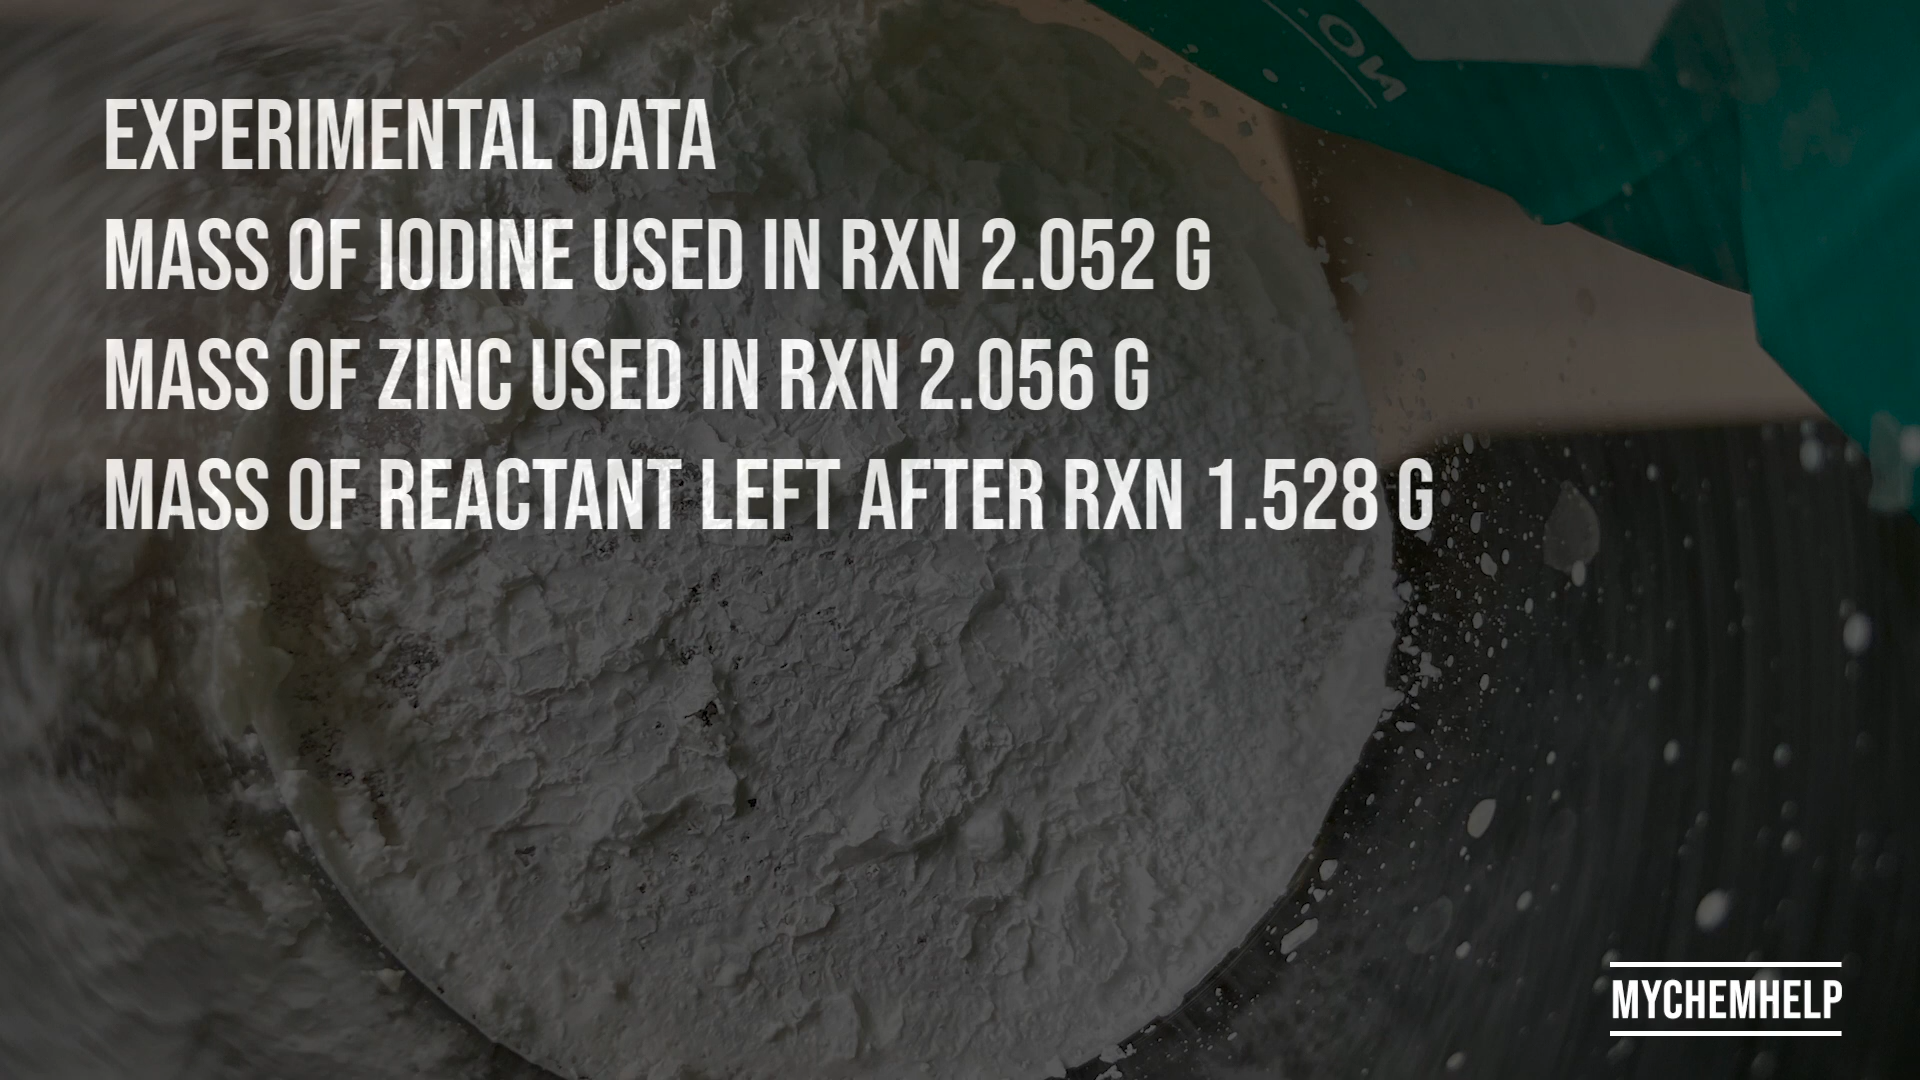 EXPERIMENTAL DATA
MASS OF IODINE USED IN RXN 2.052 G
MASS OF ZINC USED IN RXN 2.056 G
MASS OF REACTANT LEFT AFTER RXN 1.528 G
MYCHEMHELP